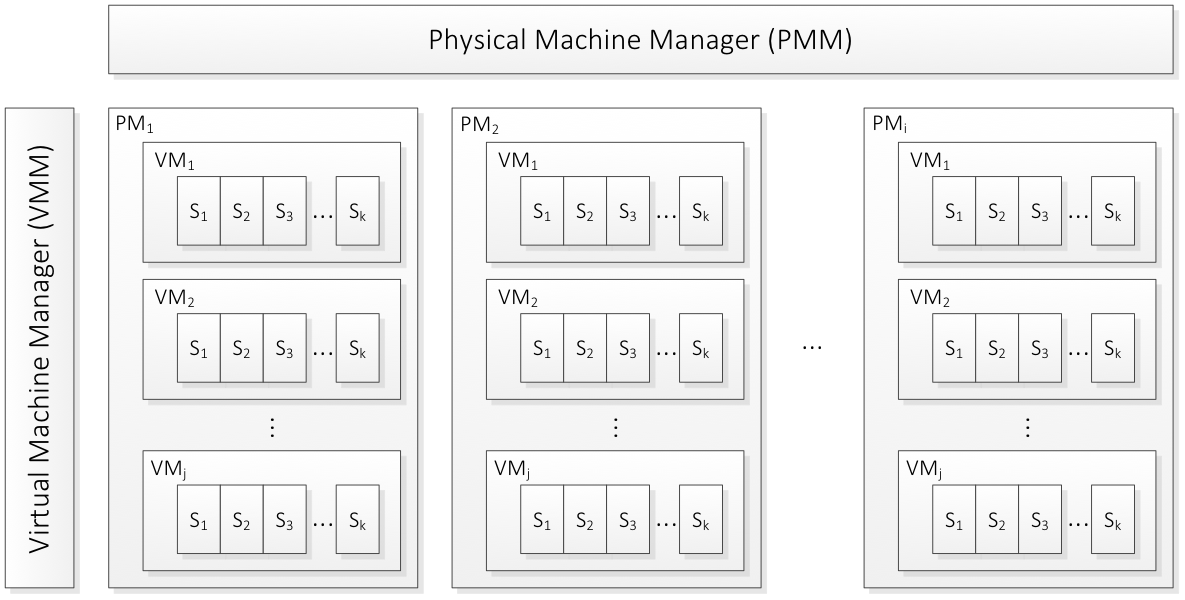 Physical Machine Manager (PMM)
Virtual Machine Manager (VMM)
PM₁
VM₁
S₁ S₂ S₃ ... Sₖ
VM₂
S₁ S₂ S₃ ... Sₖ
⋮
VMⱼ
S₁ S₂ S₃ ... Sₖ
PM₂
VM₁
S₁ S₂ S₃ ... Sₖ
VM₂
S₁ S₂ S₃ ... Sₖ
⋮
VMⱼ
S₁ S₂ S₃ ... Sₖ
...
PMᵢ
VM₁
S₁ S₂ S₃ ... Sₖ
VM₂
S₁ S₂ S₃ ... Sₖ
⋮
VMⱼ
S₁ S₂ S₃ ... Sₖ